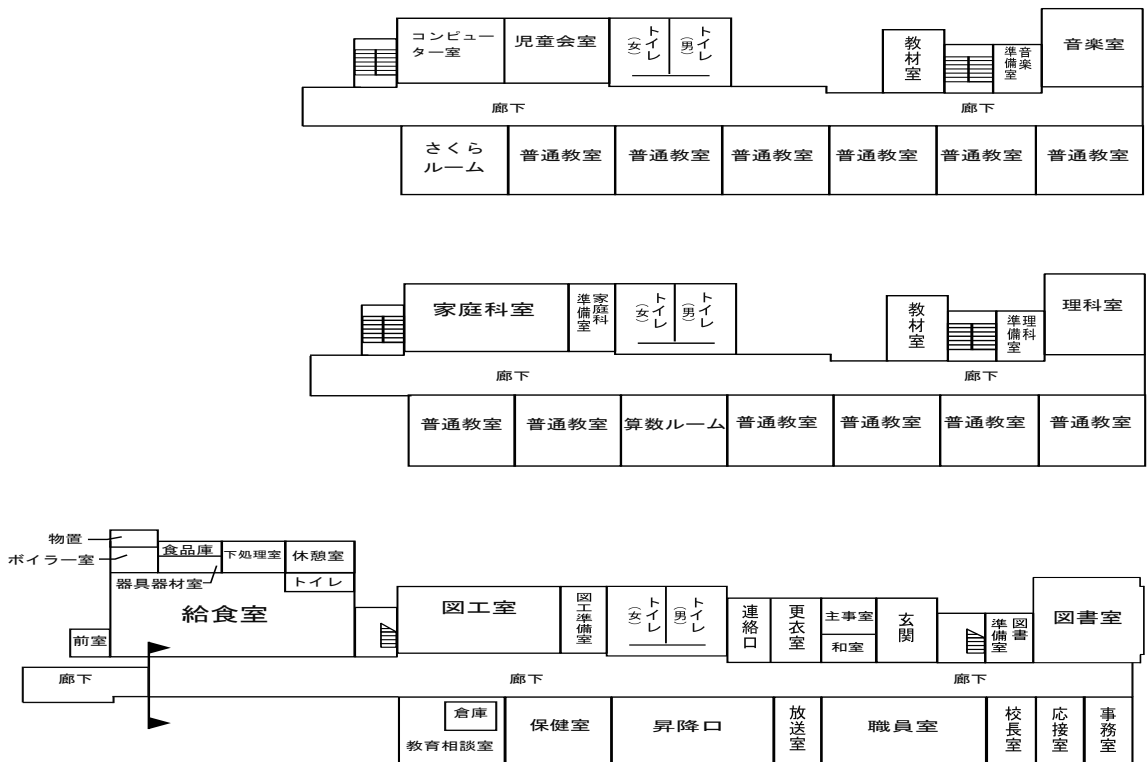 コンピュー
ター室
児童会室
トイレ
（女）
トイレ
（男）
教材室
音楽
準備室
音楽室
廊下
廊下
さくら
ルーム
普通教室
普通教室
普通教室
普通教室
普通教室
普通教室
家庭科室
家庭科
準備室
トイレ
（女）
トイレ
（男）
教材室
理科
準備室
理科室
廊下
廊下
普通教室
普通教室
算数ルーム
普通教室
普通教室
普通教室
普通教室
物置
ボイラー室
食品庫
下処理室
休憩室
器具器材室
トイレ
給食室
前室
図工室
図工準備室
トイレ
（女）
トイレ
（男）
連絡口
更衣室
主事室
和室
玄関
図書
準備室
図書室
廊下
廊下
廊下
倉庫
教育相談室
保健室
昇降口
放送室
職員室
校長室
応接室
事務室